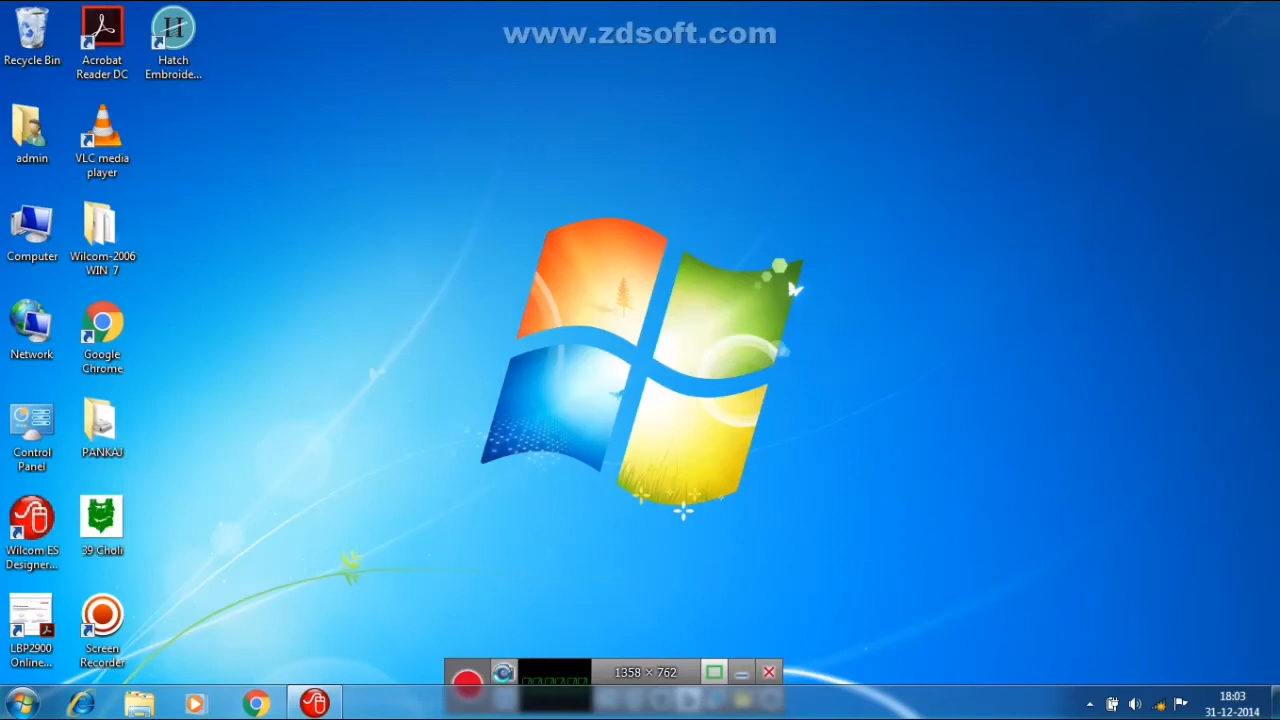 www.zdsoft.com
Recycle Bin
Acrobat
Reader DC
Hatch
Embroide...
admin
VLC media
player
Computer
Wilcom-2006
WIN 7
Network
Google
Chrome
Control
Panel
PANKAJ
Wilcom ES
Designer...
39 Choli
LBP2900
Online...
Screen
Recorder
1358 × 762
18:03
31-12-2014